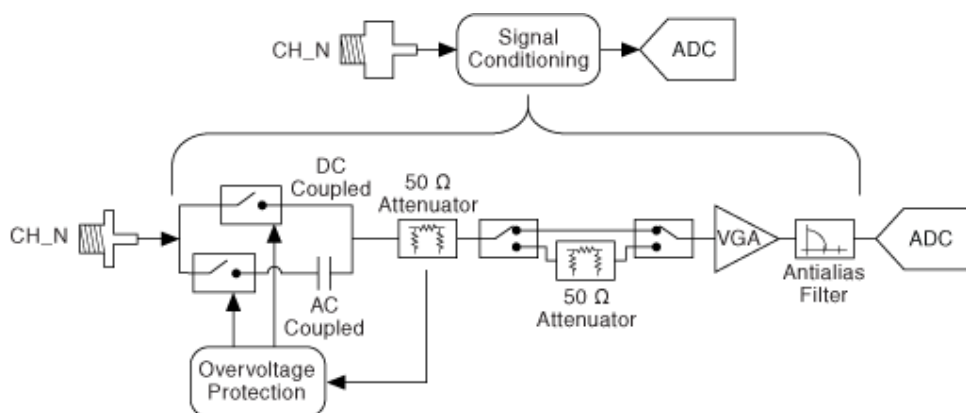 CH_N
Signal
Conditioning
ADC
DC
Coupled
50 Ω
Attenuator
CH_N
VGA
ADC
AC
Coupled
50 Ω
Attenuator
Antialias
Filter
Overvoltage
Protection